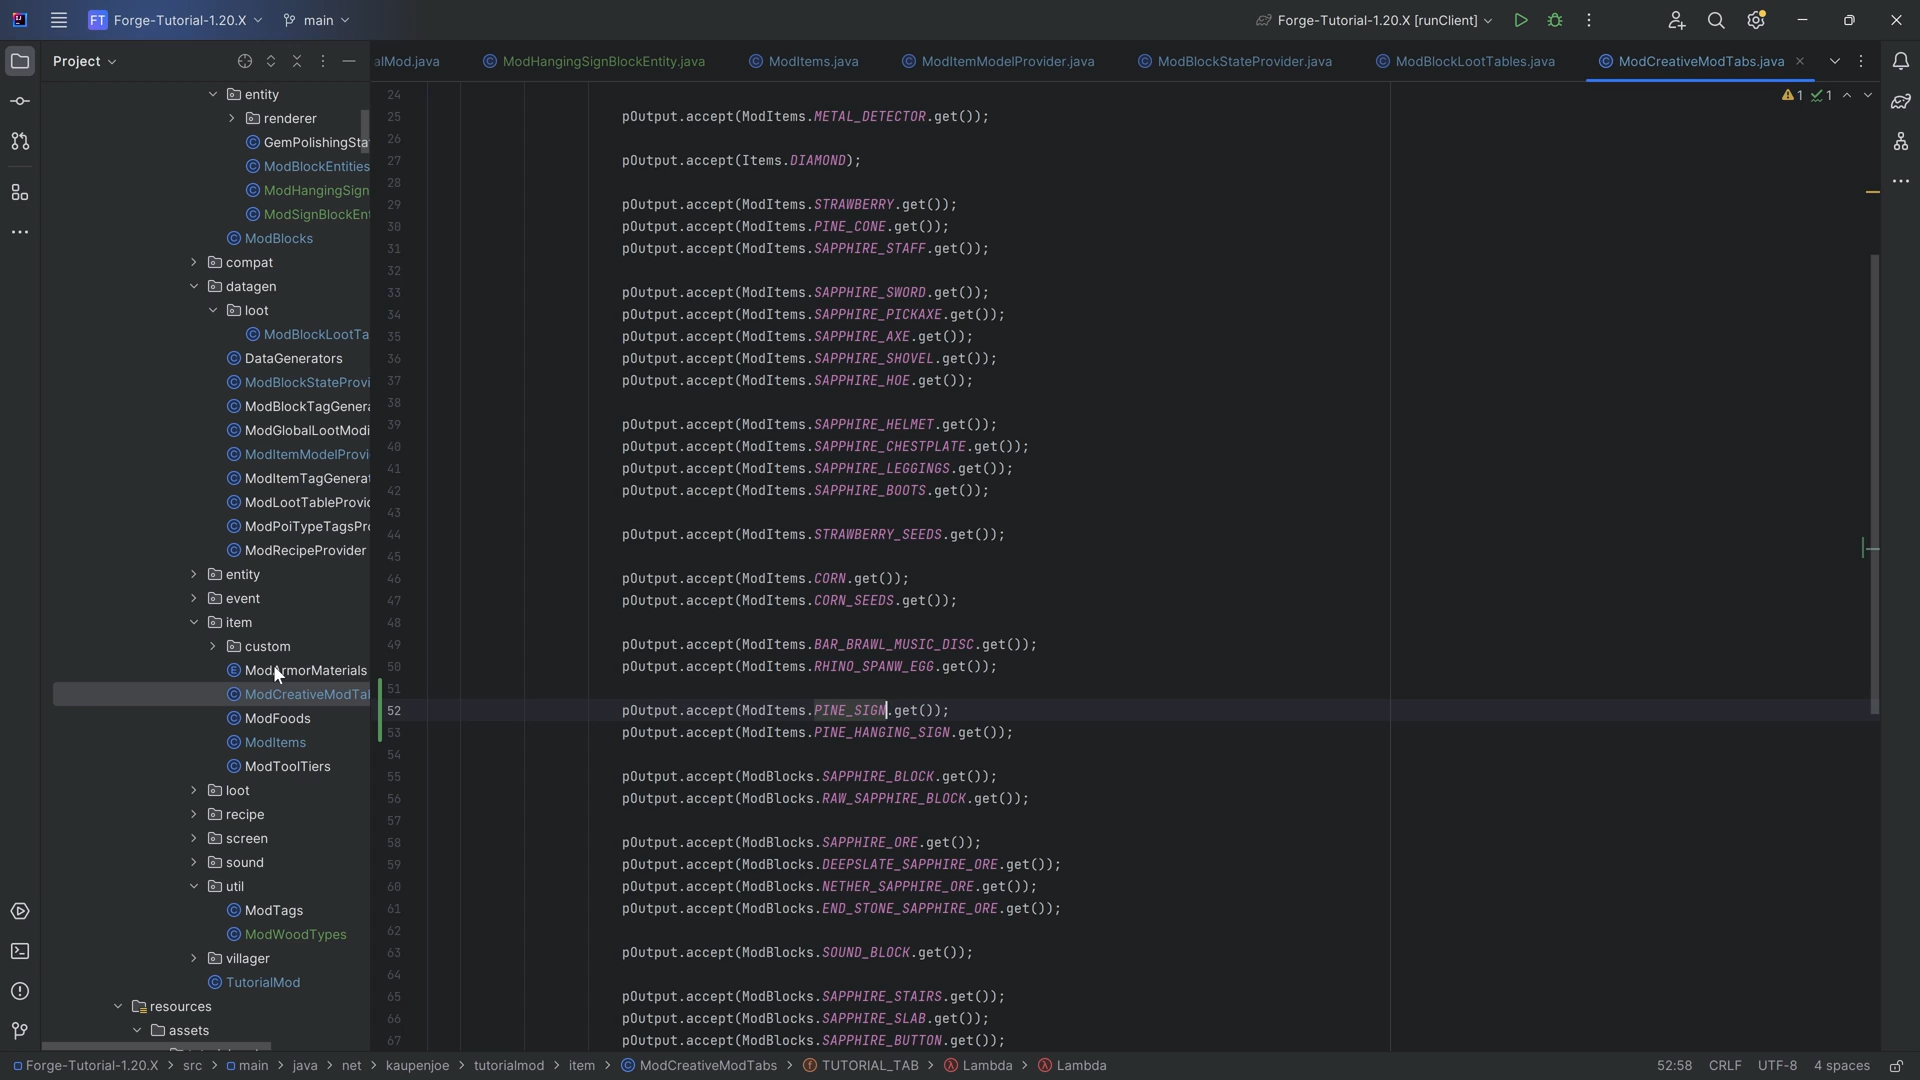 FT Forge-Tutorial-1.20.X main Forge-Tutorial-1.20.X [runClient]
Project
alMod.java ModHangingSignBlockEntity.java ModItems.java ModItemModelProvider.java ModBlockStateProvider.java ModBlockLootTables.java ModCreativeModTabs.java
entity
renderer
GemPolishingSta
ModBlockEntities
ModHangingSign
ModSignBlockEnt
ModBlocks
compat
datagen
loot
ModBlockLootTa
DataGenerators
ModBlockStateProvi
ModBlockTagGenera
ModGlobalLootModi
ModItemModelProvi
ModItemTagGenerat
ModLootTableProvid
ModPoiTypeTagsPro
ModRecipeProvider
entity
event
item
custom
ModArmorMaterials
ModCreativeModTab
ModFoods
ModItems
ModToolTiers
loot
recipe
screen
sound
util
ModTags
ModWoodTypes
villager
TutorialMod
resources
assets
1 1
24
25 pOutput.accept(ModItems.METAL_DETECTOR.get());
26
27 pOutput.accept(Items.DIAMOND);
28
29 pOutput.accept(ModItems.STRAWBERRY.get());
30 pOutput.accept(ModItems.PINE_CONE.get());
31 pOutput.accept(ModItems.SAPPHIRE_STAFF.get());
32
33 pOutput.accept(ModItems.SAPPHIRE_SWORD.get());
34 pOutput.accept(ModItems.SAPPHIRE_PICKAXE.get());
35 pOutput.accept(ModItems.SAPPHIRE_AXE.get());
36 pOutput.accept(ModItems.SAPPHIRE_SHOVEL.get());
37 pOutput.accept(ModItems.SAPPHIRE_HOE.get());
38
39 pOutput.accept(ModItems.SAPPHIRE_HELMET.get());
40 pOutput.accept(ModItems.SAPPHIRE_CHESTPLATE.get());
41 pOutput.accept(ModItems.SAPPHIRE_LEGGINGS.get());
42 pOutput.accept(ModItems.SAPPHIRE_BOOTS.get());
43
44 pOutput.accept(ModItems.STRAWBERRY_SEEDS.get());
45
46 pOutput.accept(ModItems.CORN.get());
47 pOutput.accept(ModItems.CORN_SEEDS.get());
48
49 pOutput.accept(ModItems.BAR_BRAWL_MUSIC_DISC.get());
50 pOutput.accept(ModItems.RHINO_SPANW_EGG.get());
51
52 pOutput.accept(ModItems.PINE_SIGN.get());
53 pOutput.accept(ModItems.PINE_HANGING_SIGN.get());
54
55 pOutput.accept(ModBlocks.SAPPHIRE_BLOCK.get());
56 pOutput.accept(ModBlocks.RAW_SAPPHIRE_BLOCK.get());
57
58 pOutput.accept(ModBlocks.SAPPHIRE_ORE.get());
59 pOutput.accept(ModBlocks.DEEPSLATE_SAPPHIRE_ORE.get());
60 pOutput.accept(ModBlocks.NETHER_SAPPHIRE_ORE.get());
61 pOutput.accept(ModBlocks.END_STONE_SAPPHIRE_ORE.get());
62
63 pOutput.accept(ModBlocks.SOUND_BLOCK.get());
64
65 pOutput.accept(ModBlocks.SAPPHIRE_STAIRS.get());
66 pOutput.accept(ModBlocks.SAPPHIRE_SLAB.get());
67 pOutput.accept(ModBlocks.SAPPHIRE_BUTTON.get());
Forge-Tutorial-1.20.X > src > main > java > net > kaupenjoe > tutorialmod > item > ModCreativeModTabs > TUTORIAL_TAB > Lambda > Lambda 52:58 CRLF UTF-8 4 spaces